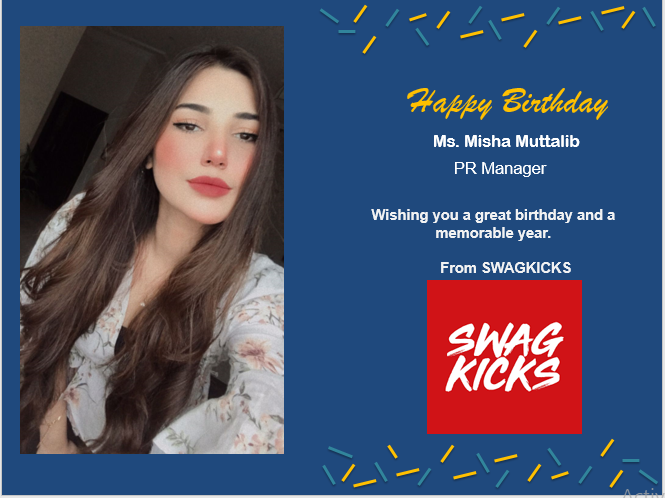 Happy Birthday
Ms. Misha Muttalib
PR Manager
Wishing you a great birthday and a
memorable year.
From SWAGKICKS
SWAG
KICKS